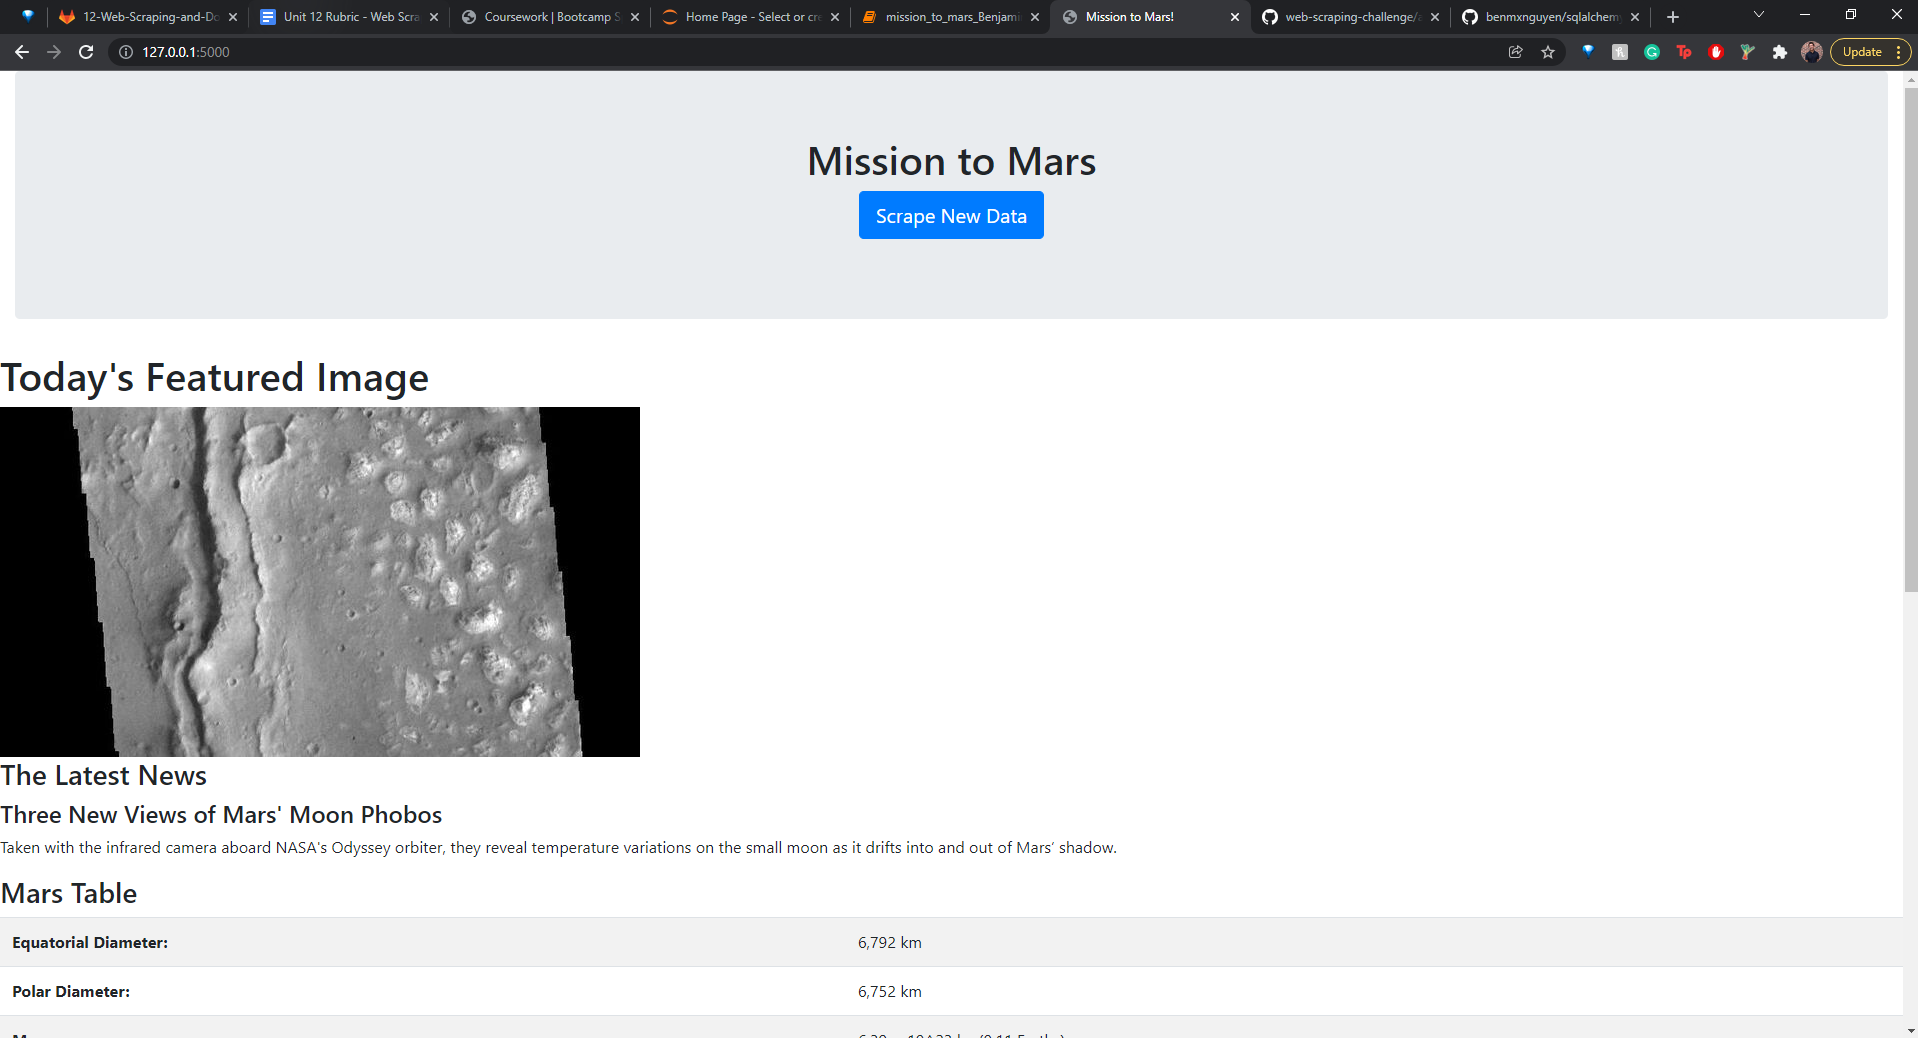 12-Web-Scraping-and-Do
Unit 12 Rubric - Web Scra
Coursework | Bootcamp S
Home Page - Select or cre
mission_to_mars_Benjami
Mission to Mars!
web-scraping-challenge/a
benmxnguyen/sqlalchemy
127.0.0.1:5000
Tp
Update
Mission to Mars
Scrape New Data
Today's Featured Image
The Latest News
Three New Views of Mars' Moon Phobos
Taken with the infrared camera aboard NASA's Odyssey orbiter, they reveal temperature variations on the small moon as it drifts into and out of Mars’ shadow.
Mars Table
Equatorial Diameter: 6,792 km
Polar Diameter: 6,752 km